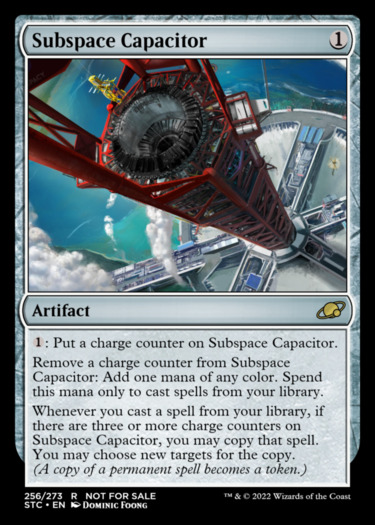 Subspace Capacitor 1
Artifact
1: Put a charge counter on Subspace Capacitor.
Remove a charge counter from Subspace
Capacitor: Add one mana of any color. Spend
this mana only to cast spells from your library.
Whenever you cast a spell from your library, if
there are three or more charge counters on
Subspace Capacitor, you may copy that spell.
You may choose new targets for the copy.
(A copy of a permanent spell becomes a token.)
256/273 R NOT FOR SALE
STC • EN Dominic Foong
™ & © 2022 Wizards of the Coast